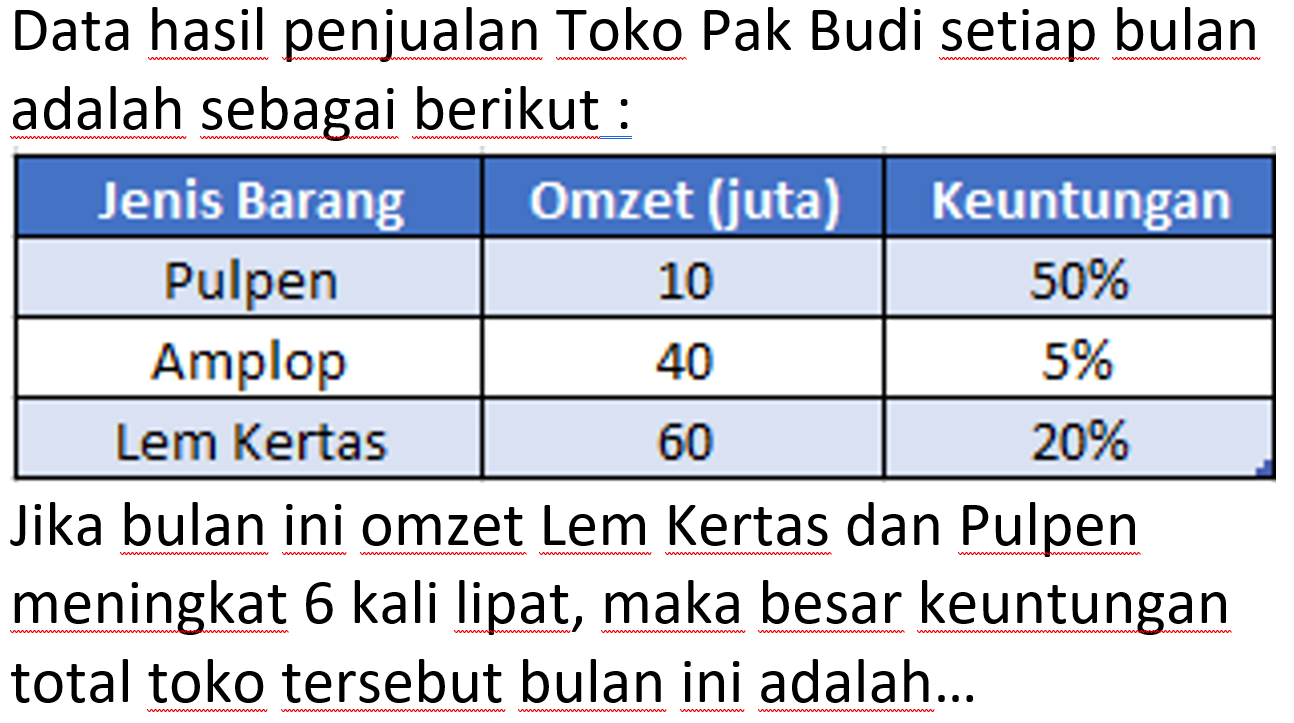 Data hasil penjualan Toko Pak Budi setiap bulan
adalah sebagai berikut :
Jenis Barang Omzet (juta) Keuntungan
Pulpen 10 50%
Amplop 40 5%
Lem Kertas 60 20%
Jika bulan ini omzet Lem Kertas dan Pulpen
meningkat 6 kali lipat, maka besar keuntungan
total toko tersebut bulan ini adalah...